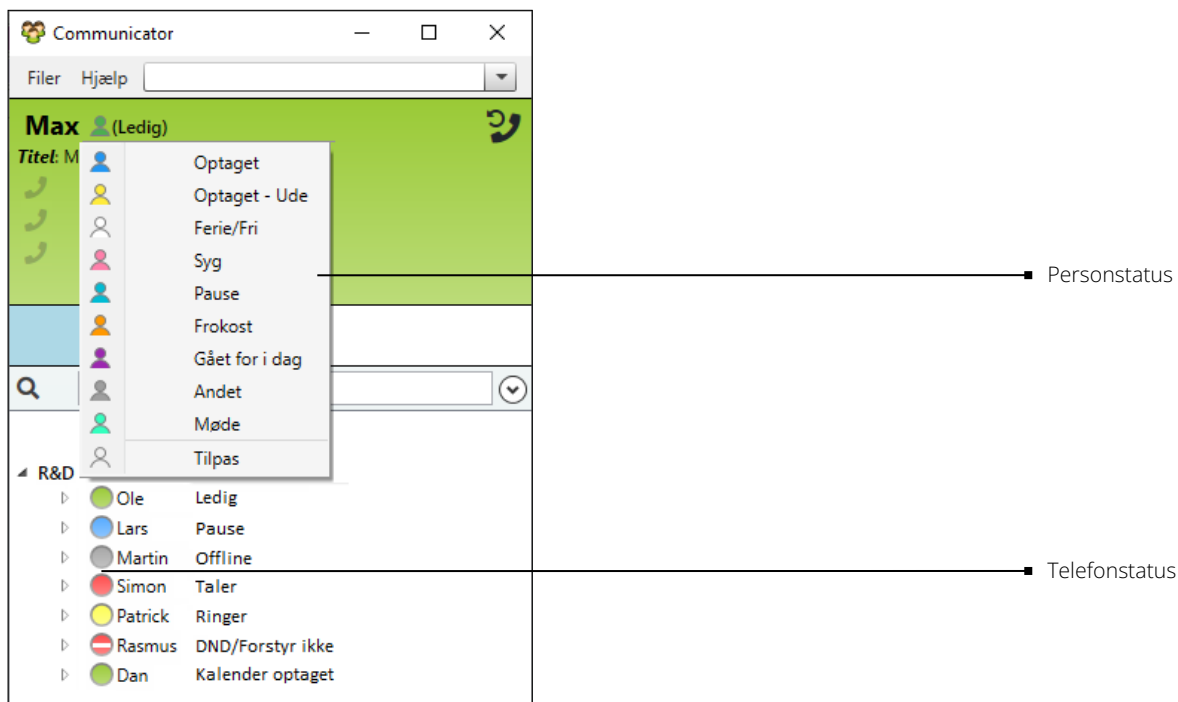 Communicator
Filer Hjælp
Max (Ledig)
Titel: M
Optaget
Optaget - Ude
Ferie/Fri
Syg
Personstatus
Pause
Frokost
Gået for i dag
Andet
Møde
Tilpas
R&D
Ole Ledig
Lars Pause
Martin Offline
Telefonstatus
Simon Taler
Patrick Ringer
Rasmus DND/Forstyr ikke
Dan Kalender optaget